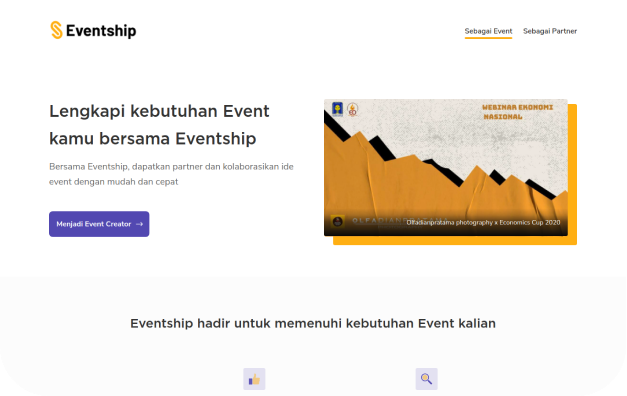 Eventship
Sebagai Event
Sebagai Partner
Lengkapi kebutuhan Event
kamu bersama Eventship
Bersama Eventship, dapatkan partner dan kolaborasikan ide
event dengan mudah dan cepat
Menjadi Event Creator →
WEBINAR EKONOMI
NASIONAL
Olfadianpratama photography x Economics Cup 2020
Eventship hadir untuk memenuhi kebutuhan Event kalian